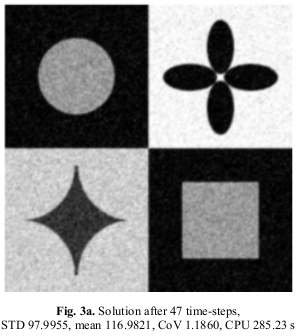 Fig. 3a. Solution after 47 time-steps,
STD 97.9955, mean 116.9821, CoV 1.1860, CPU 285.23 s